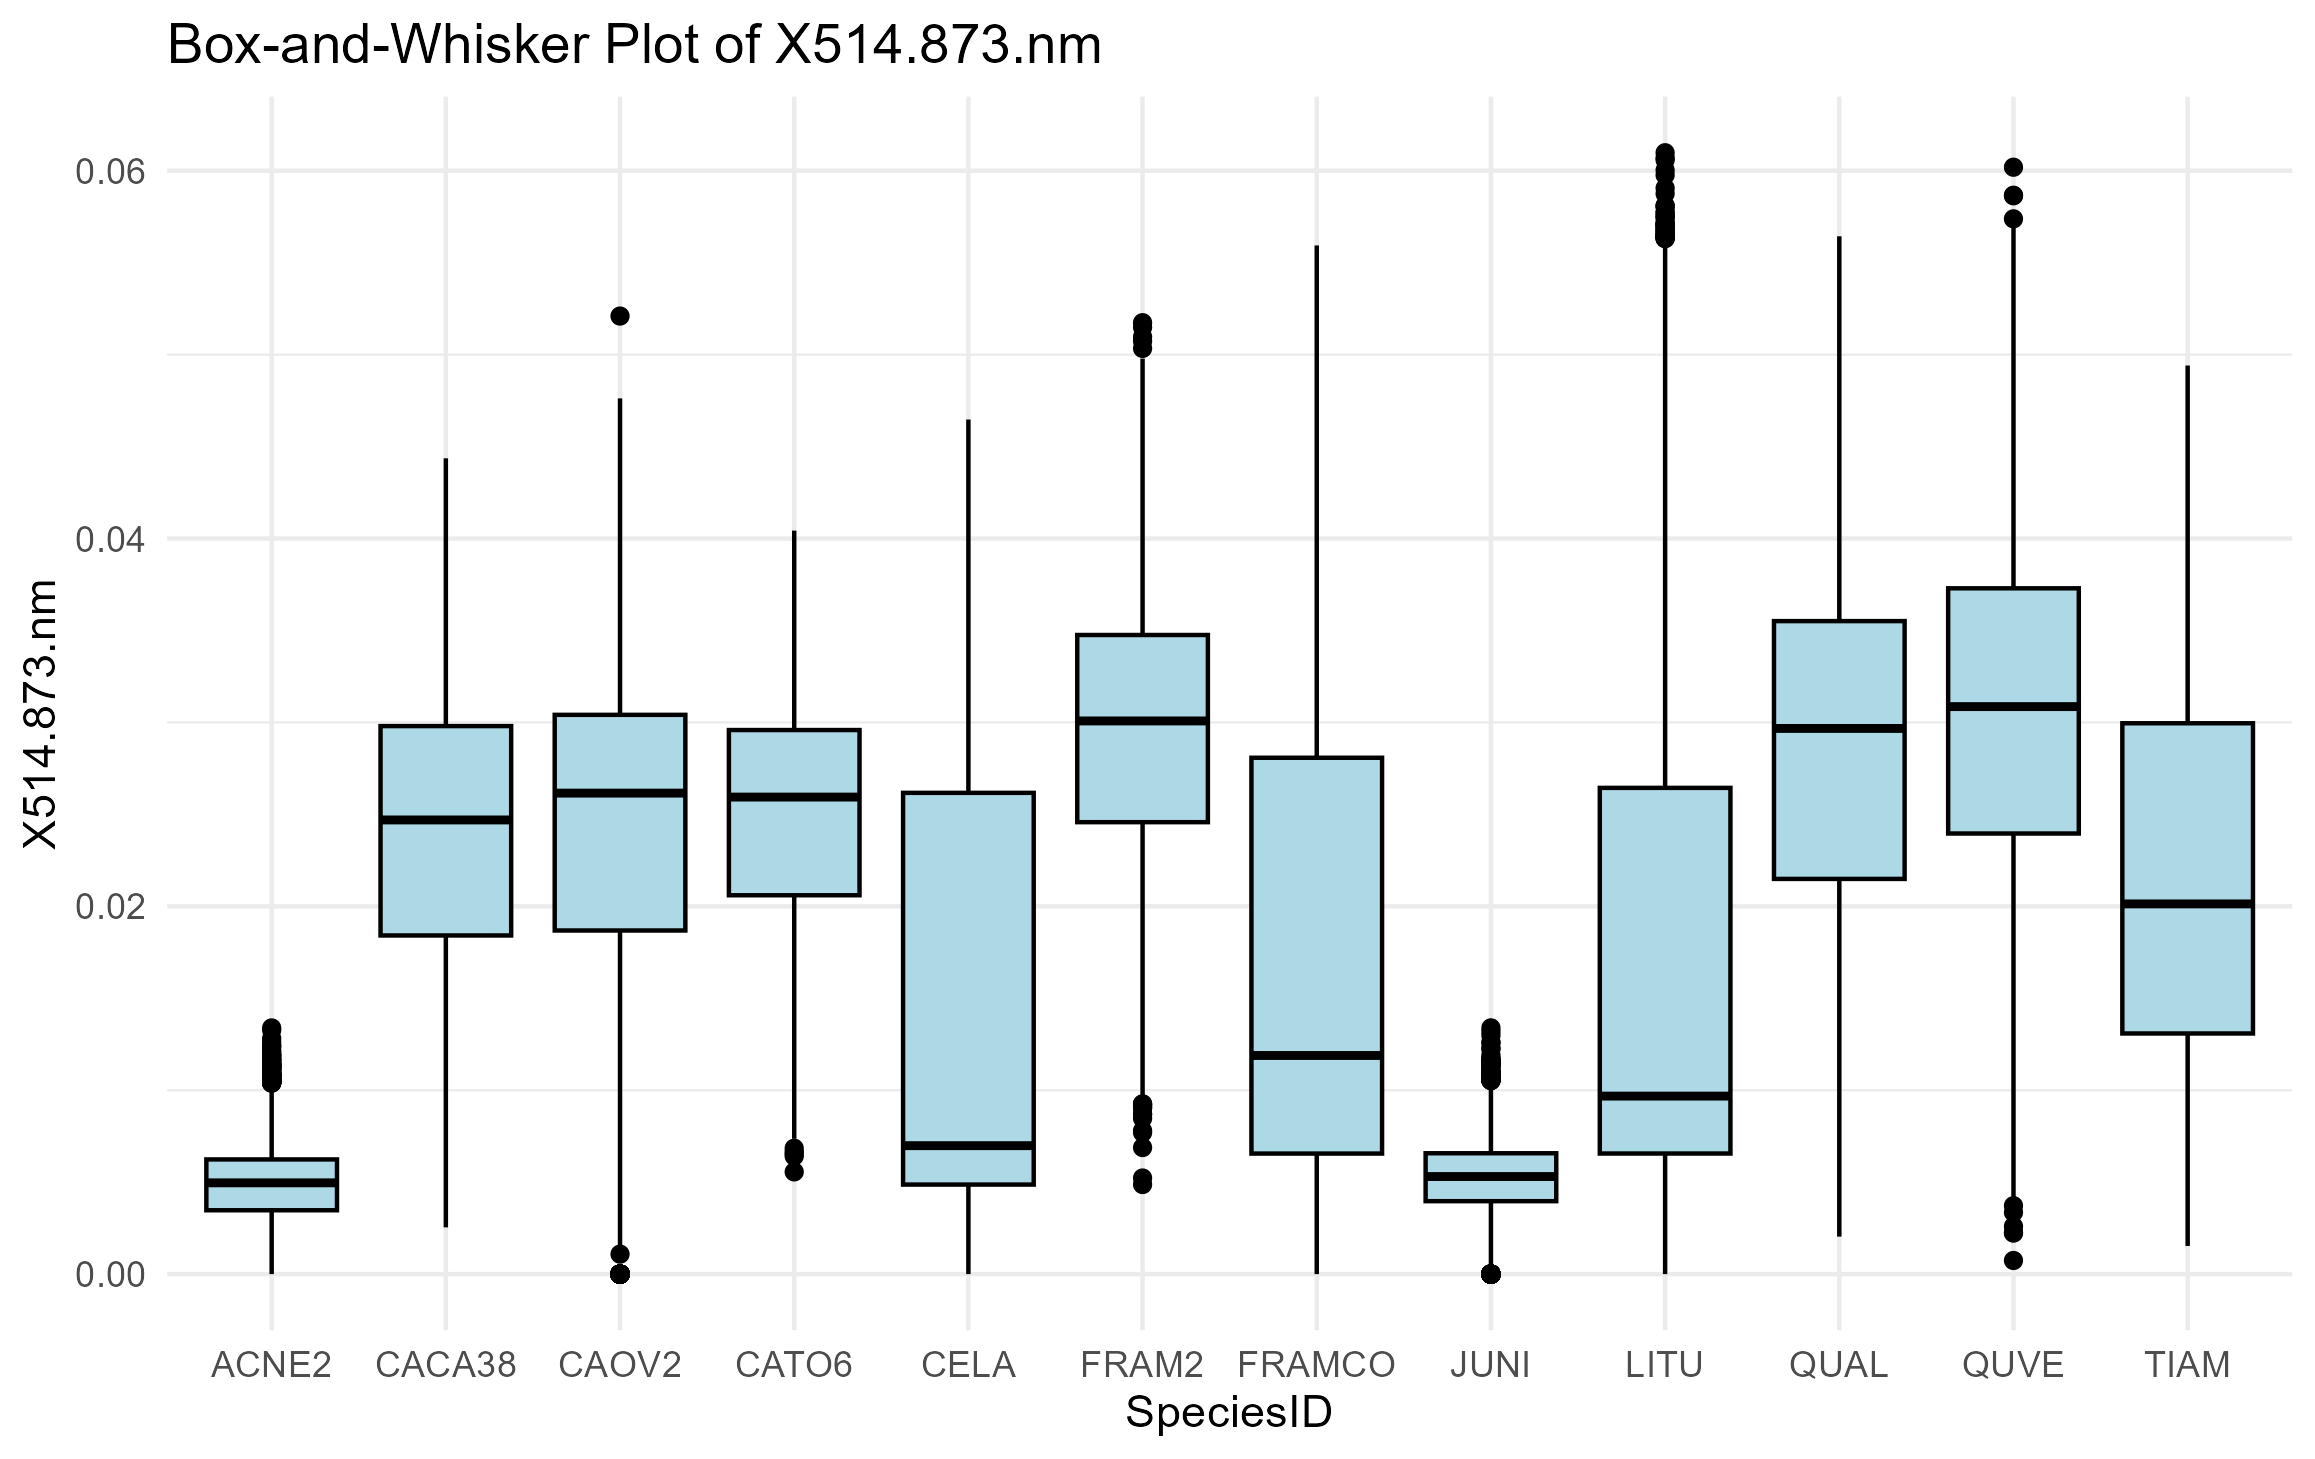 Box-and-Whisker Plot of X514.873.nm
X514.873.nm
0.06
0.04
0.02
0.00
ACNE2 CACA38 CAOV2 CATO6 CELA FRAM2 FRAMCO JUNI LITU QUAL QUVE TIAM
SpeciesID